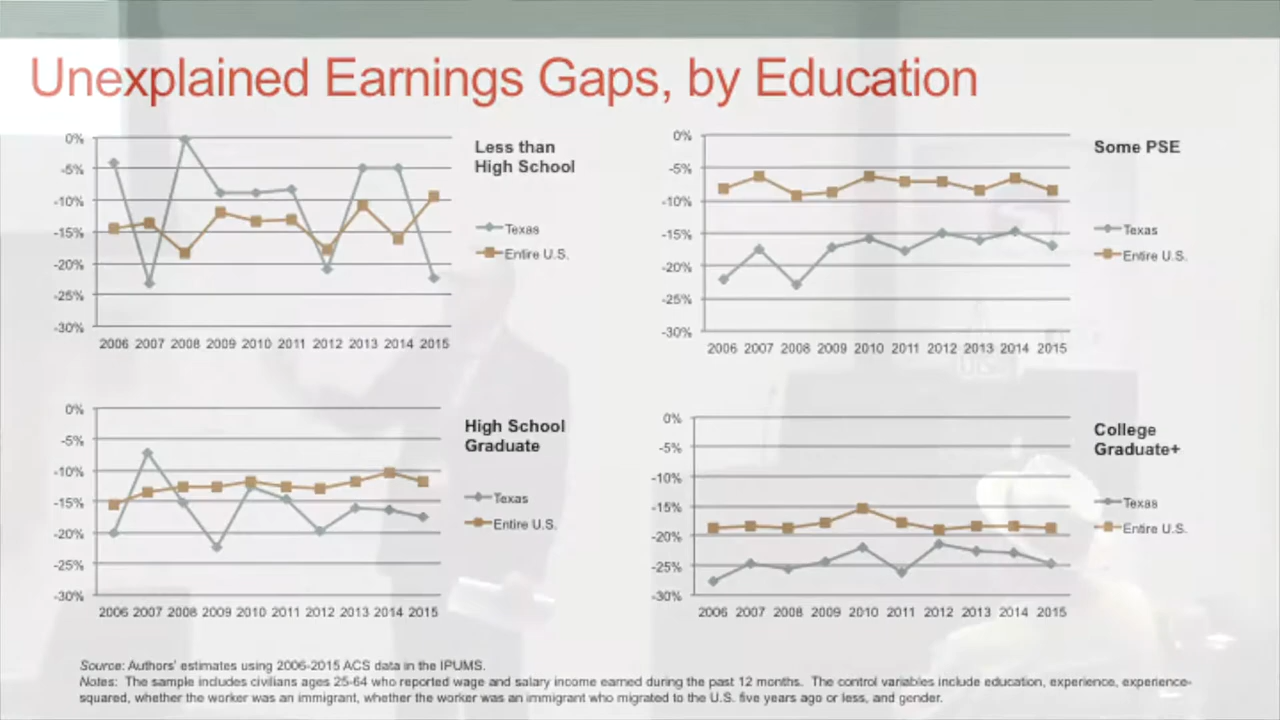 Unexplained Earnings Gaps, by Education
0%
-5%
-10%
-15%
-20%
-25%
-30%
2006 2007 2008 2009 2010 2011 2012 2013 2014 2015
Less than
High School
Texas
Entire U.S.
0%
-5%
-10%
-15%
-20%
-25%
-30%
2006 2007 2008 2009 2010 2011 2012 2013 2014 2015
Some PSE
Texas
Entire U.S.
0%
-5%
-10%
-15%
-20%
-25%
-30%
2006 2007 2008 2009 2010 2011 2012 2013 2014 2015
High School
Graduate
Texas
Entire U.S.
0%
-5%
-10%
-15%
-20%
-25%
-30%
2006 2007 2008 2009 2010 2011 2012 2013 2014 2015
College
Graduate+
Texas
Entire U.S.
Source: Authors' estimates using 2006-2015 ACS data in the IPUMS.
Notes: The sample includes civilians ages 25-64 who reported wage and salary income earned during the past 12 months. The control variables include education, experience, experience-
squared, whether the worker was an immigrant, whether the worker was an immigrant who migrated to the U.S. five years ago or less, and gender.